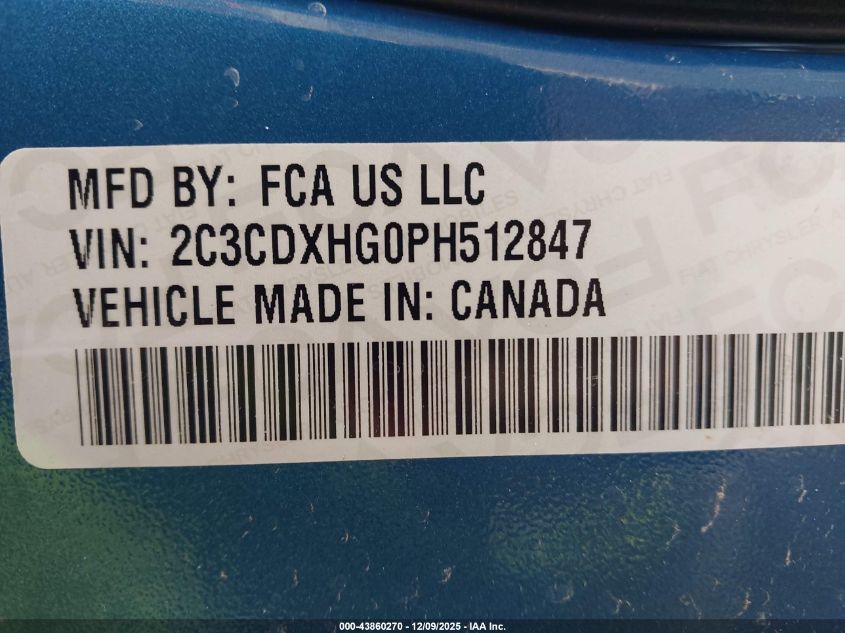 MFD BY: FCA US LLC
VIN: 2C3CDXHG0PH512847
VEHICLE MADE IN: CANADA
000-43860270 - 12/09/2025 - IAA Inc.